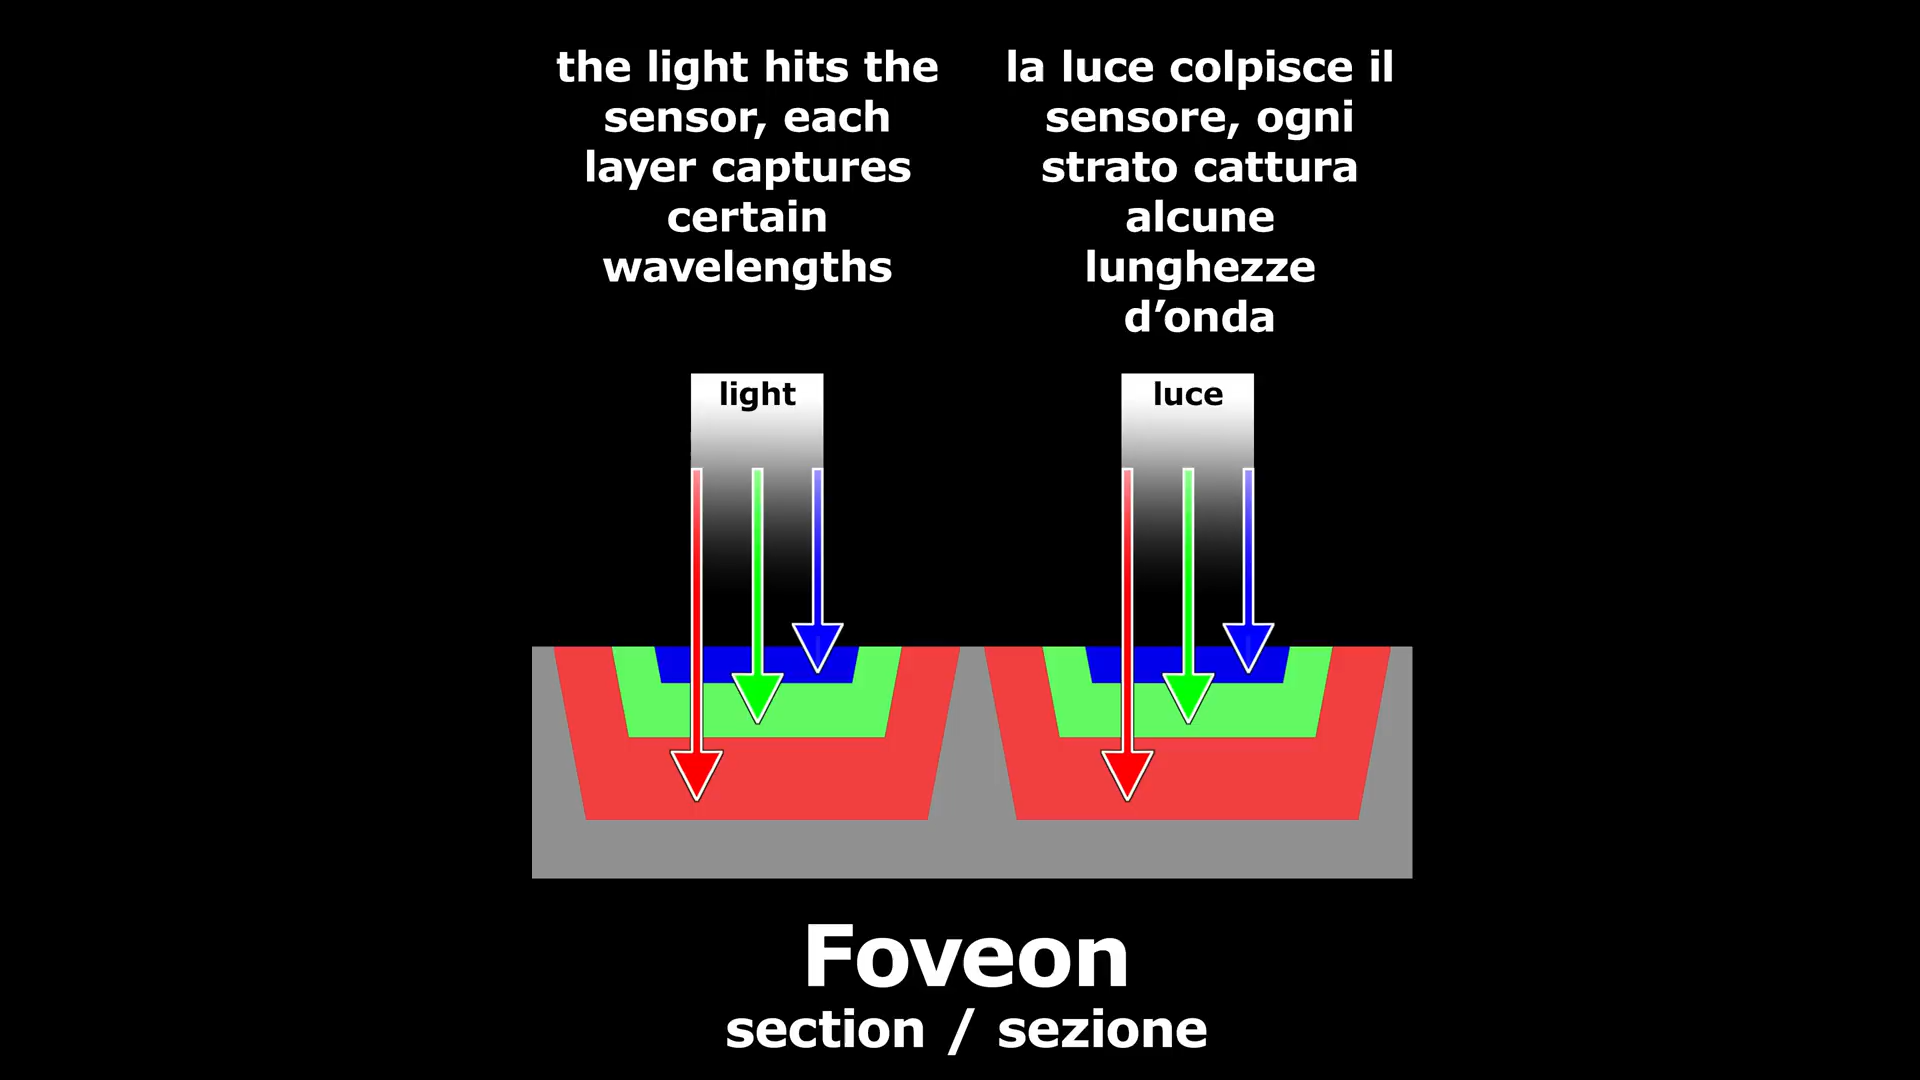 the light hits the
sensor, each
layer captures
certain
wavelengths
la luce colpisce il
sensore, ogni
strato cattura
alcune
lunghezze
d’onda
light
luce
Foveon
section / sezione